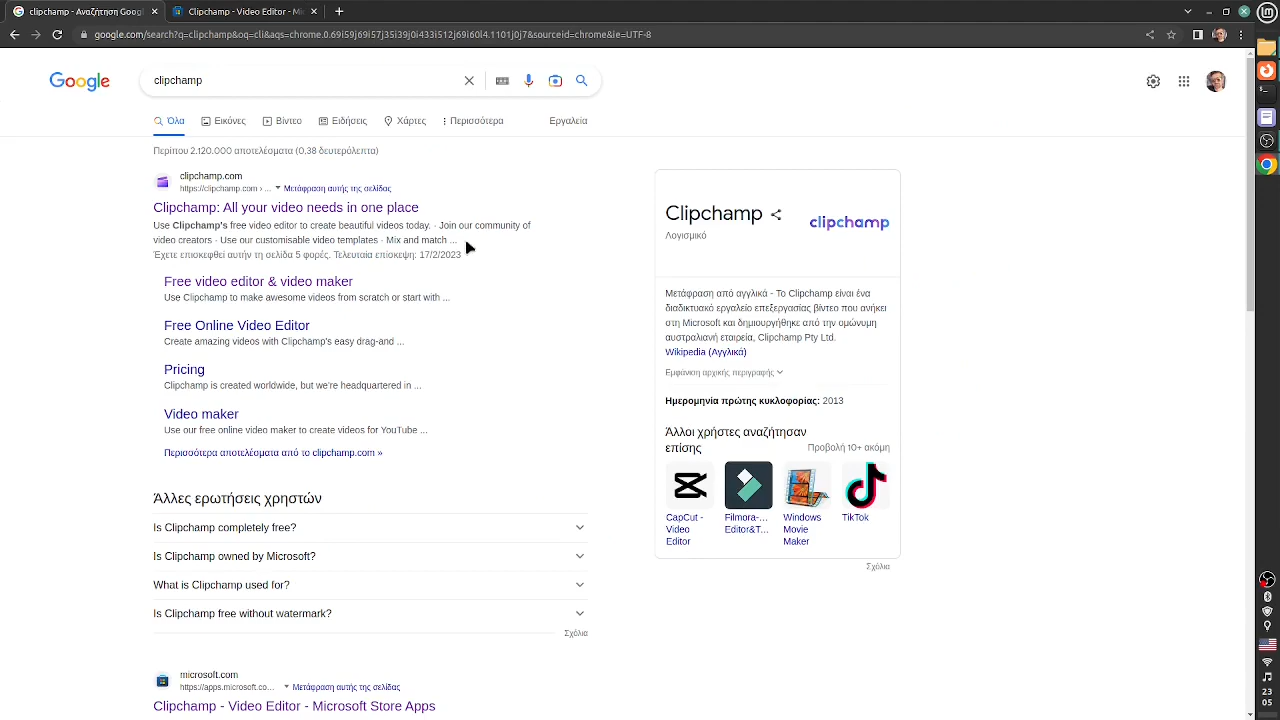 clipchamp - Αναζήτηση Googl
Clipchamp - Video Editor - Mic
google.com/search?q=clipchamp&oq=cli&aqs=chrome.0.69i59j69i57j35i39j0i433i512j69i60l4.1101j0j7&sourceid=chrome&ie=UTF-8
Google
clipchamp
Όλα
Εικόνες
Βίντεο
Ειδήσεις
Χάρτες
Περισσότερα
Εργαλεία
Περίπου 2.120.000 αποτελέσματα (0,38 δευτερόλεπτα)
clipchamp.com
https://clipchamp.com › ...
Μετάφραση αυτής της σελίδας
Clipchamp: All your video needs in one place
Use Clipchamp's free video editor to create beautiful videos today. · Join our community of
video creators · Use our customisable video templates · Mix and match ...
Έχετε επισκεφθεί αυτήν τη σελίδα 5 φορές. Τελευταία επίσκεψη: 17/2/2023
Free video editor & video maker
Use Clipchamp to make awesome videos from scratch or start with ...
Free Online Video Editor
Create amazing videos with Clipchamp's easy drag-and ...
Pricing
Clipchamp is created worldwide, but we're headquartered in ...
Video maker
Use our free online video maker to create videos for YouTube ...
Περισσότερα αποτελέσματα από το clipchamp.com »
Άλλες ερωτήσεις χρηστών
Is Clipchamp completely free?
Is Clipchamp owned by Microsoft?
What is Clipchamp used for?
Is Clipchamp free without watermark?
Σχόλια
microsoft.com
https://apps.microsoft.co...
Μετάφραση αυτής της σελίδας
Clipchamp - Video Editor - Microsoft Store Apps
Clipchamp
Λογισμικό
clipchamp
Μετάφραση από αγγλικά - Το Clipchamp είναι ένα
διαδικτυακό εργαλείο επεξεργασίας βίντεο που ανήκει
στη Microsoft και δημιουργήθηκε από την ομώνυμη
αυστραλιανή εταιρεία, Clipchamp Pty Ltd.
Wikipedia (Αγγλικά)
Εμφάνιση αρχικής περιγραφής
Ημερομηνία πρώτης κυκλοφορίας: 2013
Άλλοι χρήστες αναζήτησαν
επίσης
Προβολή 10+ ακόμη
CapCut -
Video
Editor
Filmora-...
Editor&T...
Windows
Movie
Maker
TikTok
Σχόλια
23
05